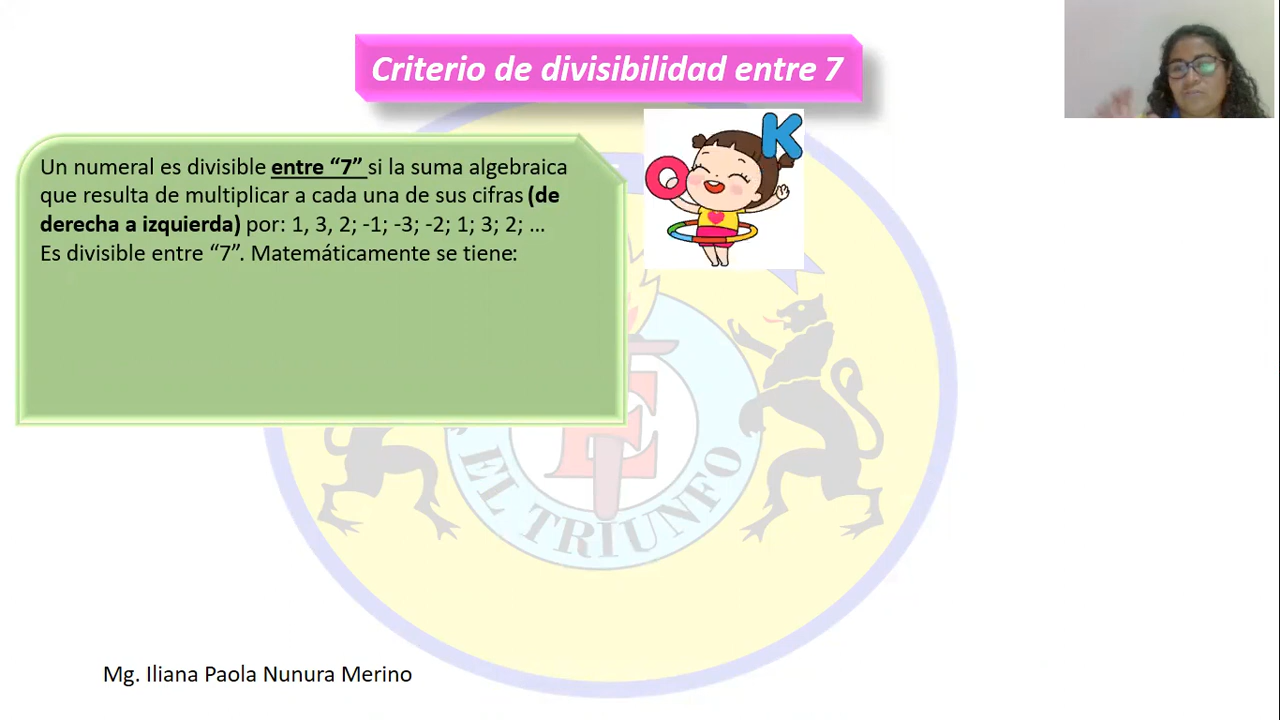 Criterio de divisibilidad entre 7
OK
Un numeral es divisible entre “7” si la suma algebraica
que resulta de multiplicar a cada una de sus cifras (de
derecha a izquierda) por: 1, 3, 2; -1; -3; -2; 1; 3; 2; ...
Es divisible entre “7”. Matemáticamente se tiene:
E
EL TRIUNFO
Mg. Iliana Paola Nunura Merino